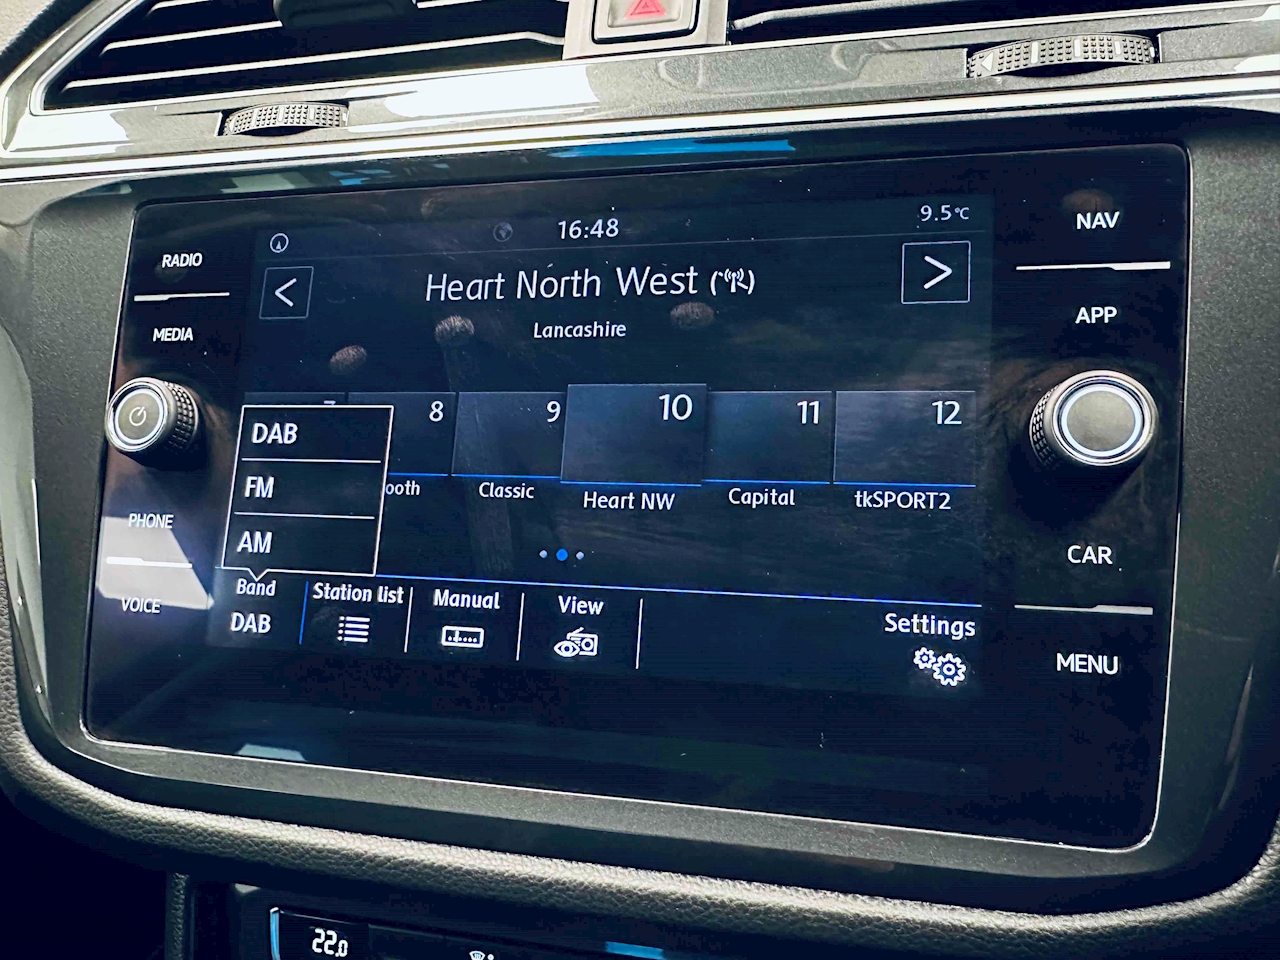 16:48
9.5°C
Heart North West
Lancashire
RADIO
MEDIA
PHONE
VOICE
NAV
APP
CAR
MENU
7
8
9
10
11
12
ooth
Classic
Heart NW
Capital
tkSPORT2
DAB
FM
AM
Band
DAB
Station list
Manual
View
Settings
22.0